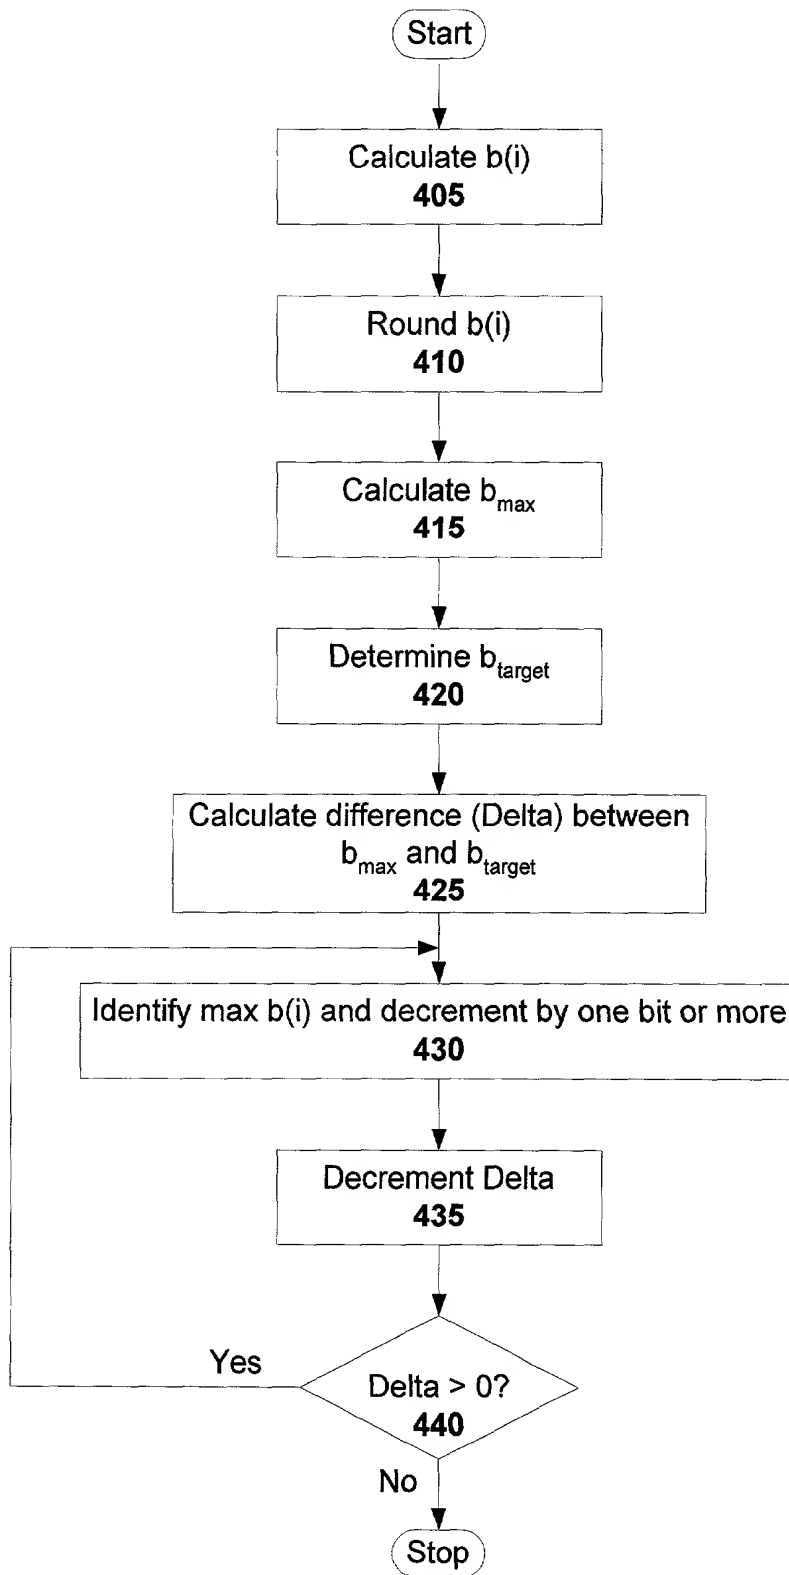 Start
Calculate b(i)
405
Round b(i)
410
Calculate bmax
415
Determine btarget
420
Calculate difference (Delta) between
bmax and btarget
425
Identify max b(i) and decrement by one bit or more
430
Decrement Delta
435
Yes
Delta > 0?
440
No
Stop